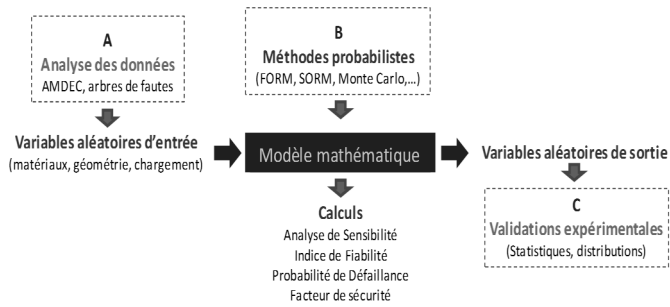 A
Analyse des données
AMDEC, arbres de fautes
B
Méthodes probabilistes
(FORM, SORM, Monte Carlo,...)
Variables aléatoires d'entrée
(matériaux, géométrie, chargement)
Modèle mathématique
Variables aléatoires de sortie
C
Validations expérimentales
(Statistiques, distributions)
Calculs
Analyse de Sensibilité
Indice de Fiabilité
Probabilité de Défaillance
Facteur de sécurité